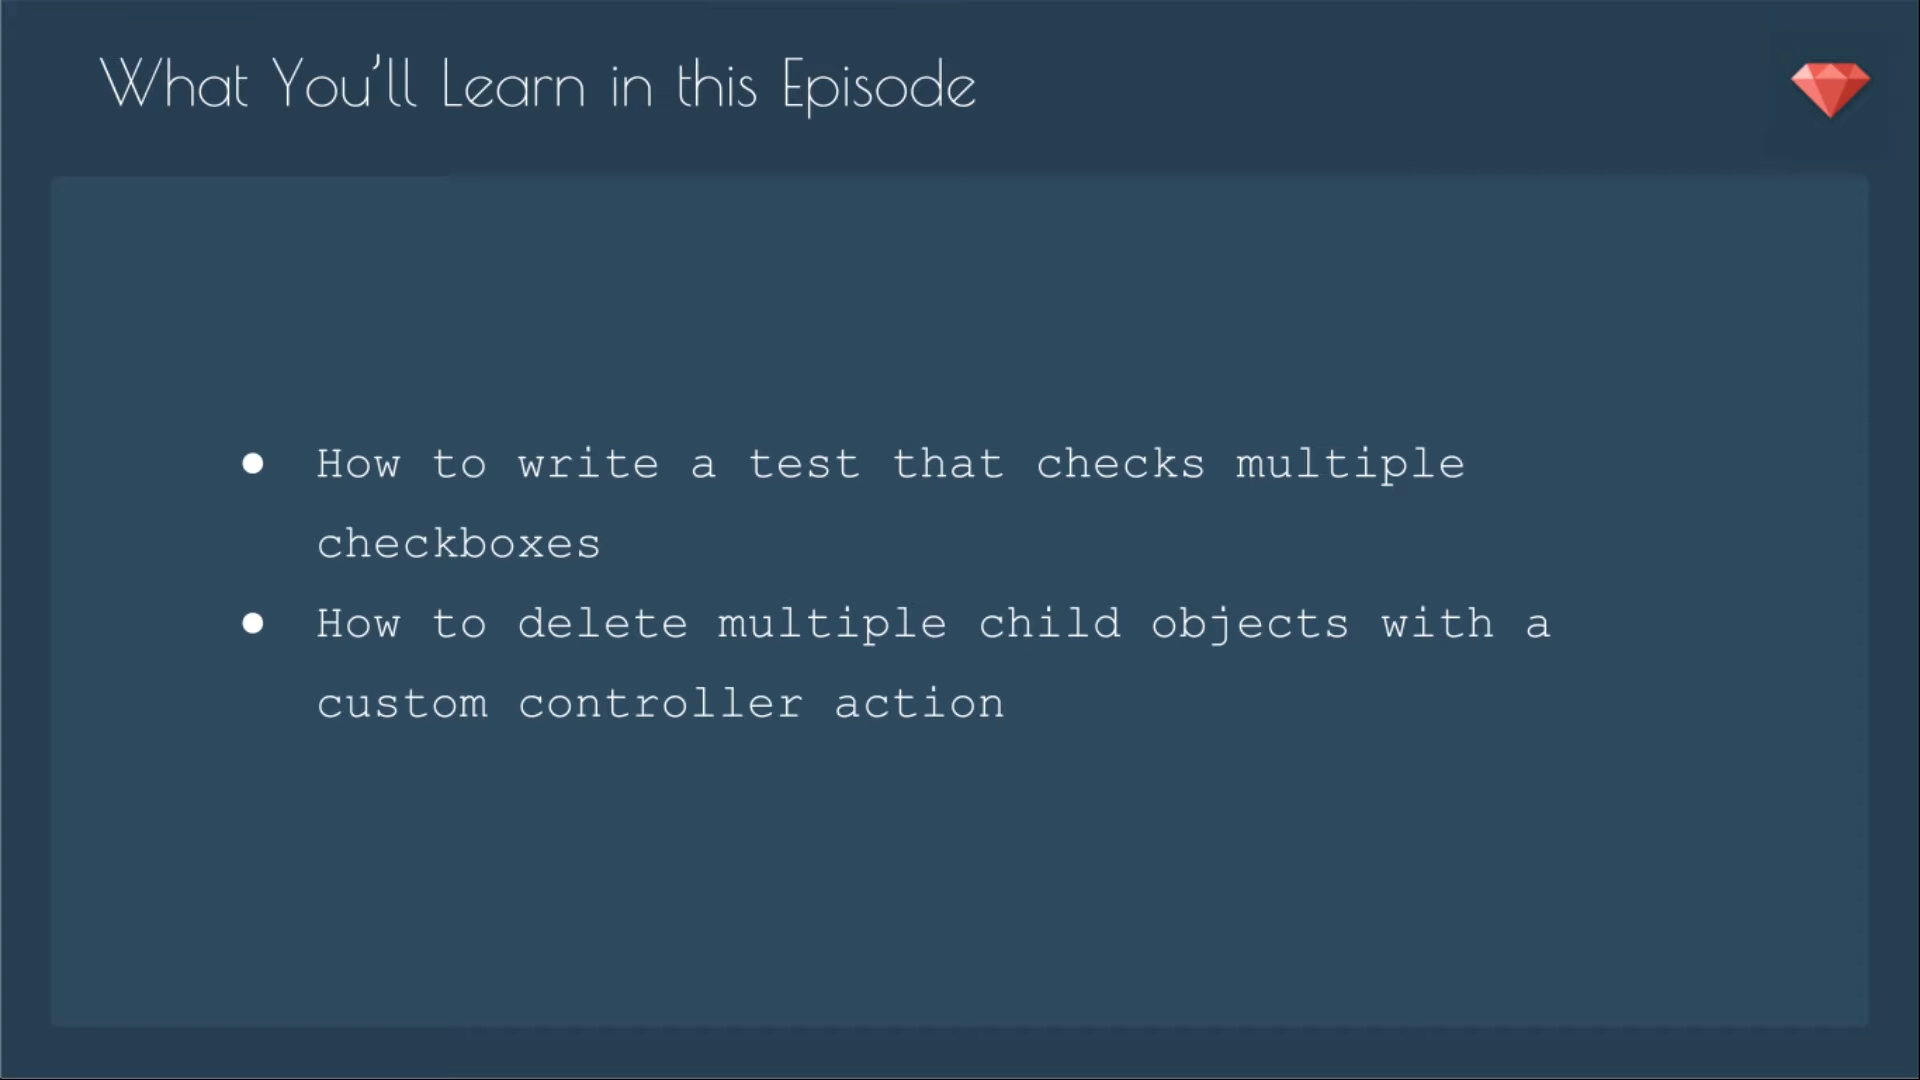 What You’ll Learn in this Episode
● How to write a test that checks multiple
checkboxes
● How to delete multiple child objects with a
custom controller action